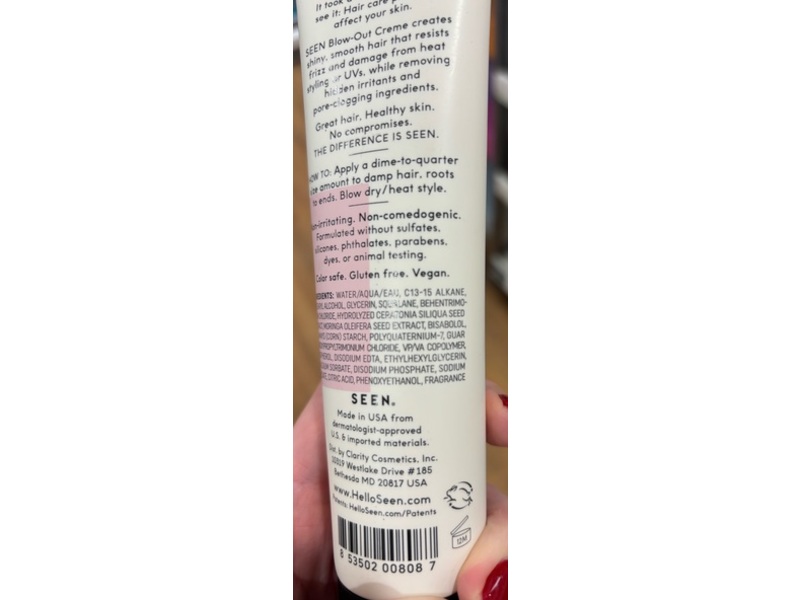 It took
see it: Hair care
affect your skin.
SEEN Blow-Out Creme creates
shiny, smooth hair that resists
frizz and damage from heat
styling or UVs, while removing
hidden irritants and
pore-clogging ingredients.
Great hair, Healthy skin.
No compromises.
THE DIFFERENCE IS SEEN.
HOW TO: Apply a dime-to-quarter
size amount to damp hair, roots
to ends. Blow dry/heat style.
Non-irritating. Non-comedogenic.
Formulated without sulfates,
silicones, phthalates, parabens,
dyes, or animal testing.
Color safe. Gluten free. Vegan.
INGREDIENTS: WATER/AQUA/EAU, C13-15 ALKANE,
ALCOHOL, GLYCERIN, SQUALANE, BEHENTRIMO-
CHLORIDE, HYDROLYZED CERATONIA SILIQUA SEED
MORINGA OLEIFERA SEED EXTRACT, BISABOLOL,
(CORN) STARCH, POLYQUATERNIUM-7, GUAR
CHLORIDE, VP/VA COPOLYMER,
DISODIUM EDTA, ETHYLHEXYLGLYCERIN,
SORBATE, DISODIUM PHOSPHATE, SODIUM
CITRIC ACID, PHENOXYETHANOL, FRAGRANCE
SEEN.
Made in USA from
dermatologist-approved
U.S. & imported materials.
Dist. by Clarity Cosmetics, Inc.
10319 Westlake Drive #185
Bethesda MD 20817 USA
www.HelloSeen.com
Patents: HelloSeen.com/Patents
12M
8 53502 00808 7